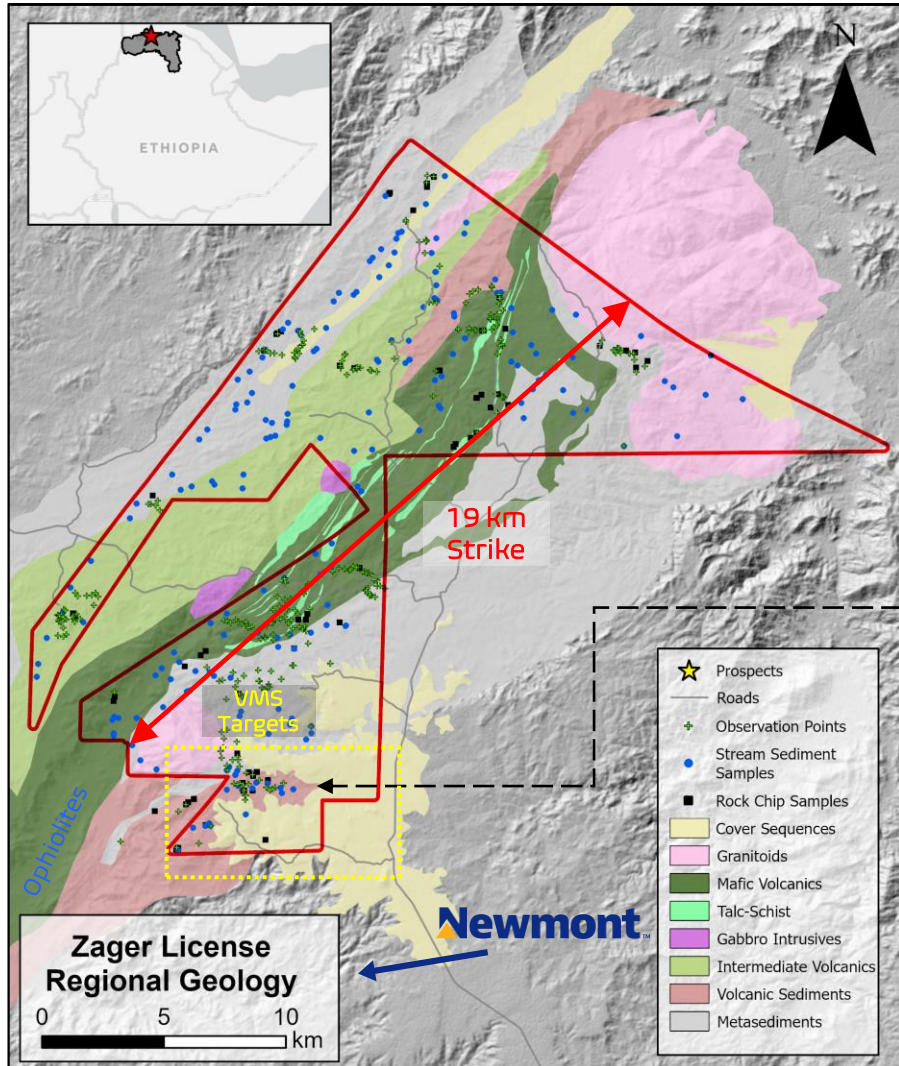 ETHIOPIA
N
19 km
Strike
VMS
Targets
Ophiolites
Newmont™
Zager License
Regional Geology
0 5 10
km
Prospects
Roads
Observation Points
Stream Sediment
Samples
Rock Chip Samples
Cover Sequences
Granitoids
Mafic Volcanics
Talc-Schist
Gabbro Intrusives
Intermediate Volcanics
Volcanic Sediments
Metasediments